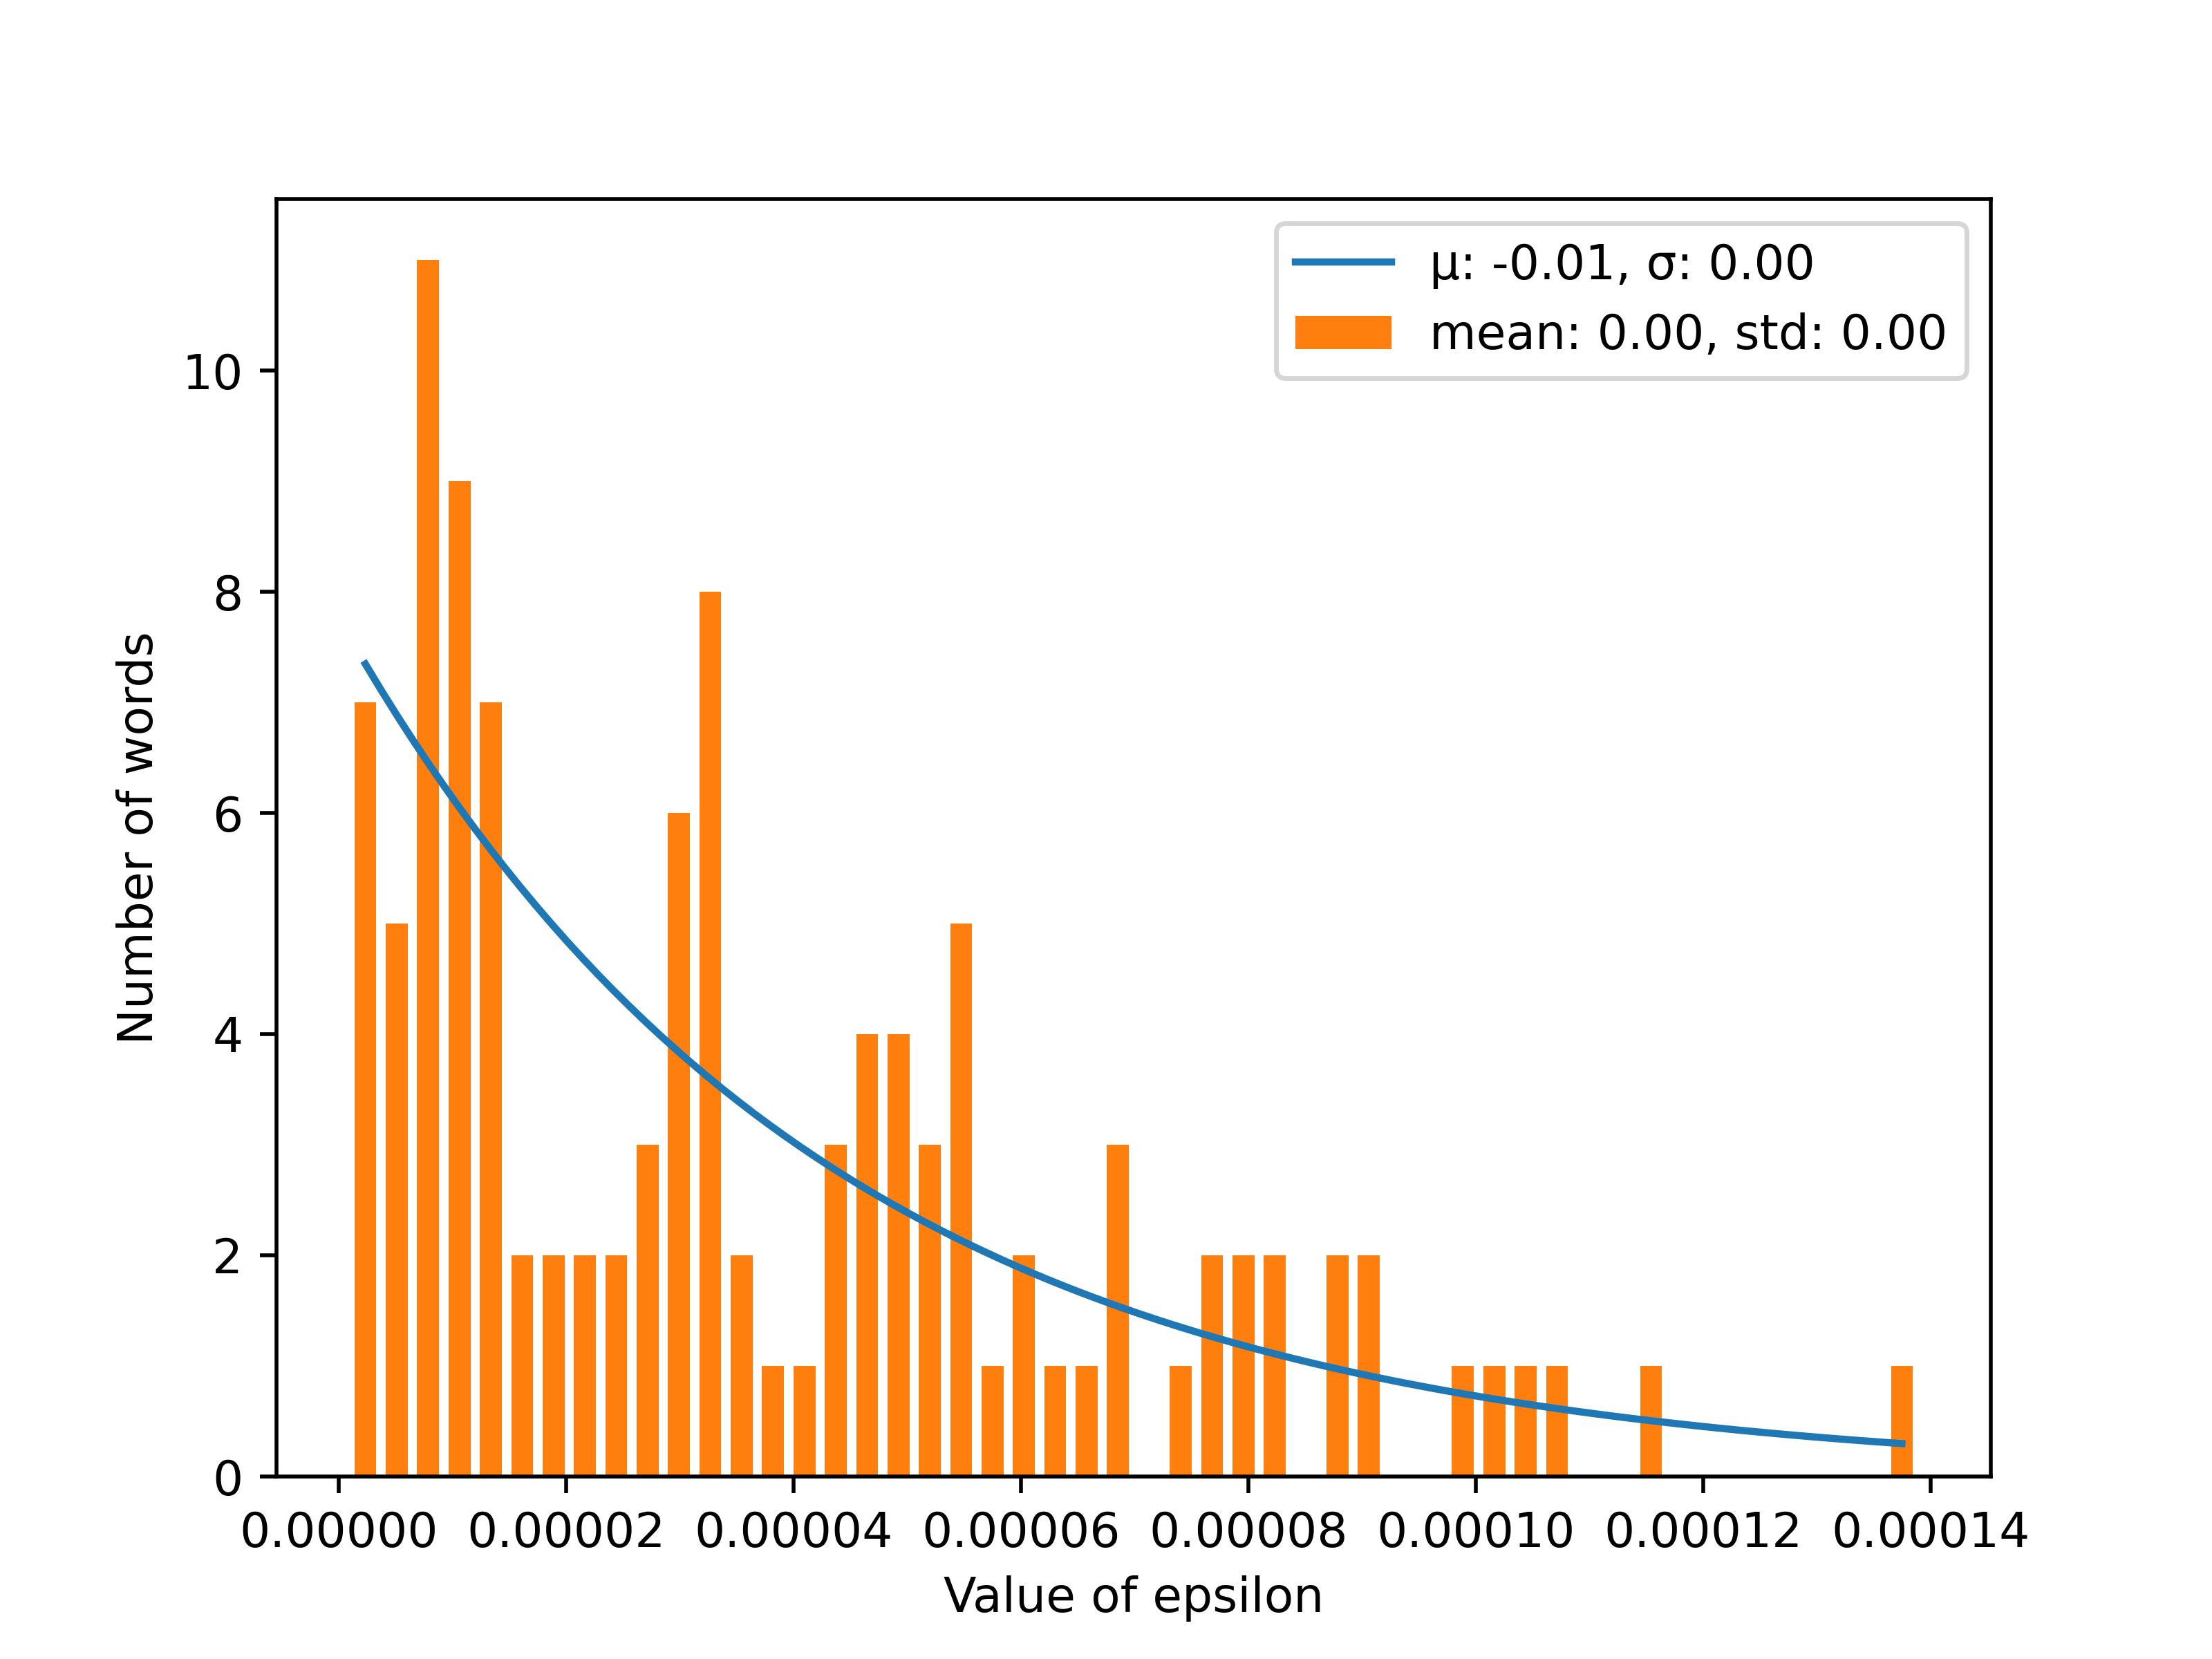 μ: -0.01, σ: 0.00
mean: 0.00, std: 0.00
10
8
6
4
2
0
Number of words
0.00000 0.00002 0.00004 0.00006 0.00008 0.00010 0.00012 0.00014
Value of epsilon